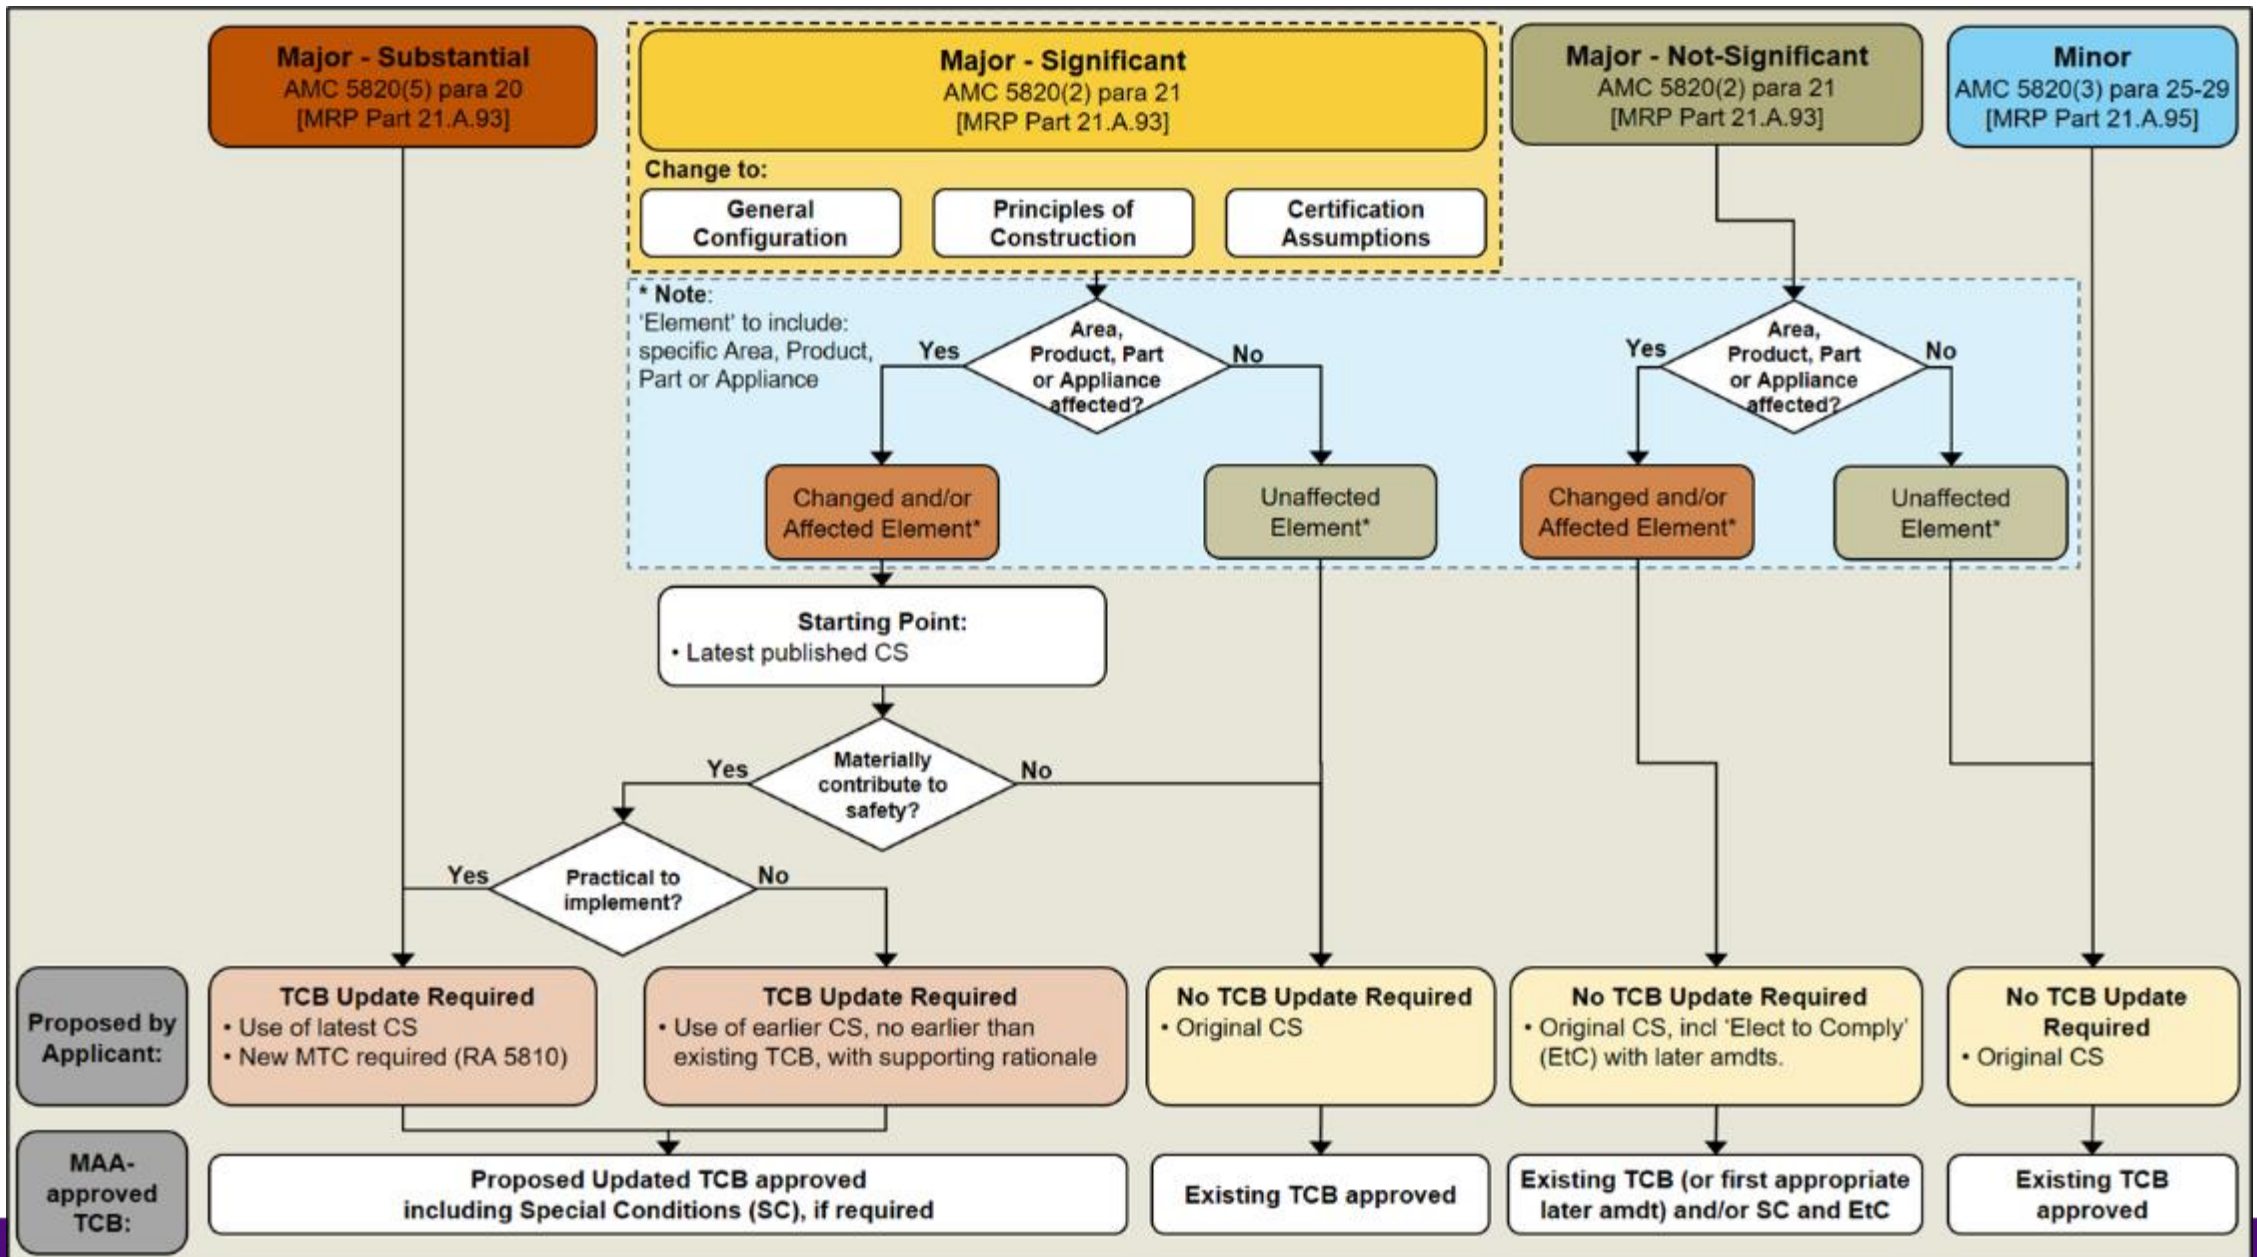 Major - Substantial
AMC 5820(5) para 20
[MRP Part 21.A.93]
Major - Significant
AMC 5820(2) para 21
[MRP Part 21.A.93]
Major - Not-Significant
AMC 5820(2) para 21
[MRP Part 21.A.93]
Minor
AMC 5820(3) para 25-29
[MRP Part 21.A.95]
Change to:
General
Configuration
Principles of
Construction
Certification
Assumptions
* Note:
'Element' to include:
specific Area, Product,
Part or Appliance
Yes
Area,
Product, Part
or Appliance
affected?
No
Yes
Area,
Product, Part
or Appliance
affected?
No
Changed and/or
Affected Element*
Unaffected
Element*
Changed and/or
Affected Element*
Unaffected
Element*
Starting Point:
• Latest published CS
Yes
Materially
contribute to
safety?
No
Yes
Practical to
implement?
No
Proposed by
Applicant:
TCB Update Required
• Use of latest CS
• New MTC required (RA 5810)
TCB Update Required
• Use of earlier CS, no earlier than
existing TCB, with supporting rationale
No TCB Update Required
• Original CS
No TCB Update Required
• Original CS, incl 'Elect to Comply'
(EtC) with later amdts.
No TCB Update
Required
• Original CS
MAA-
approved
TCB:
Proposed Updated TCB approved
including Special Conditions (SC), if required
Existing TCB approved
Existing TCB (or first appropriate
later amdt) and/or SC and EtC
Existing TCB
approved